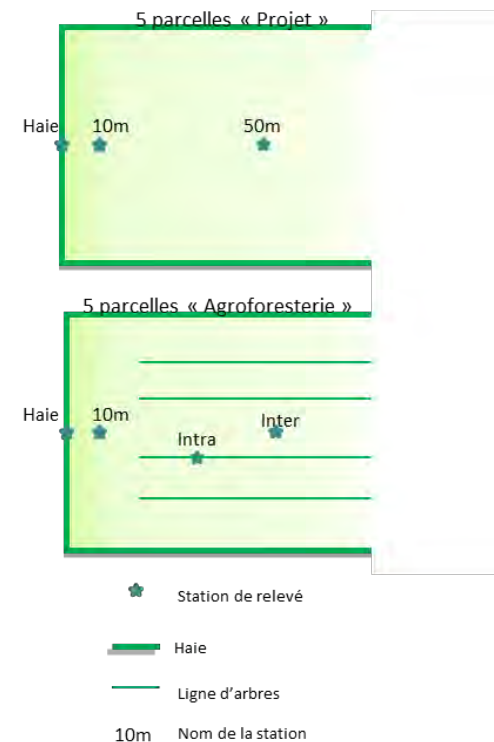 5 parcelles « Projet »
Haie 10m 50m
5 parcelles « Agroforesterie »
Haie 10m
Inter
Intra
Station de relevé
Haie
Ligne d’arbres
10m Nom de la station